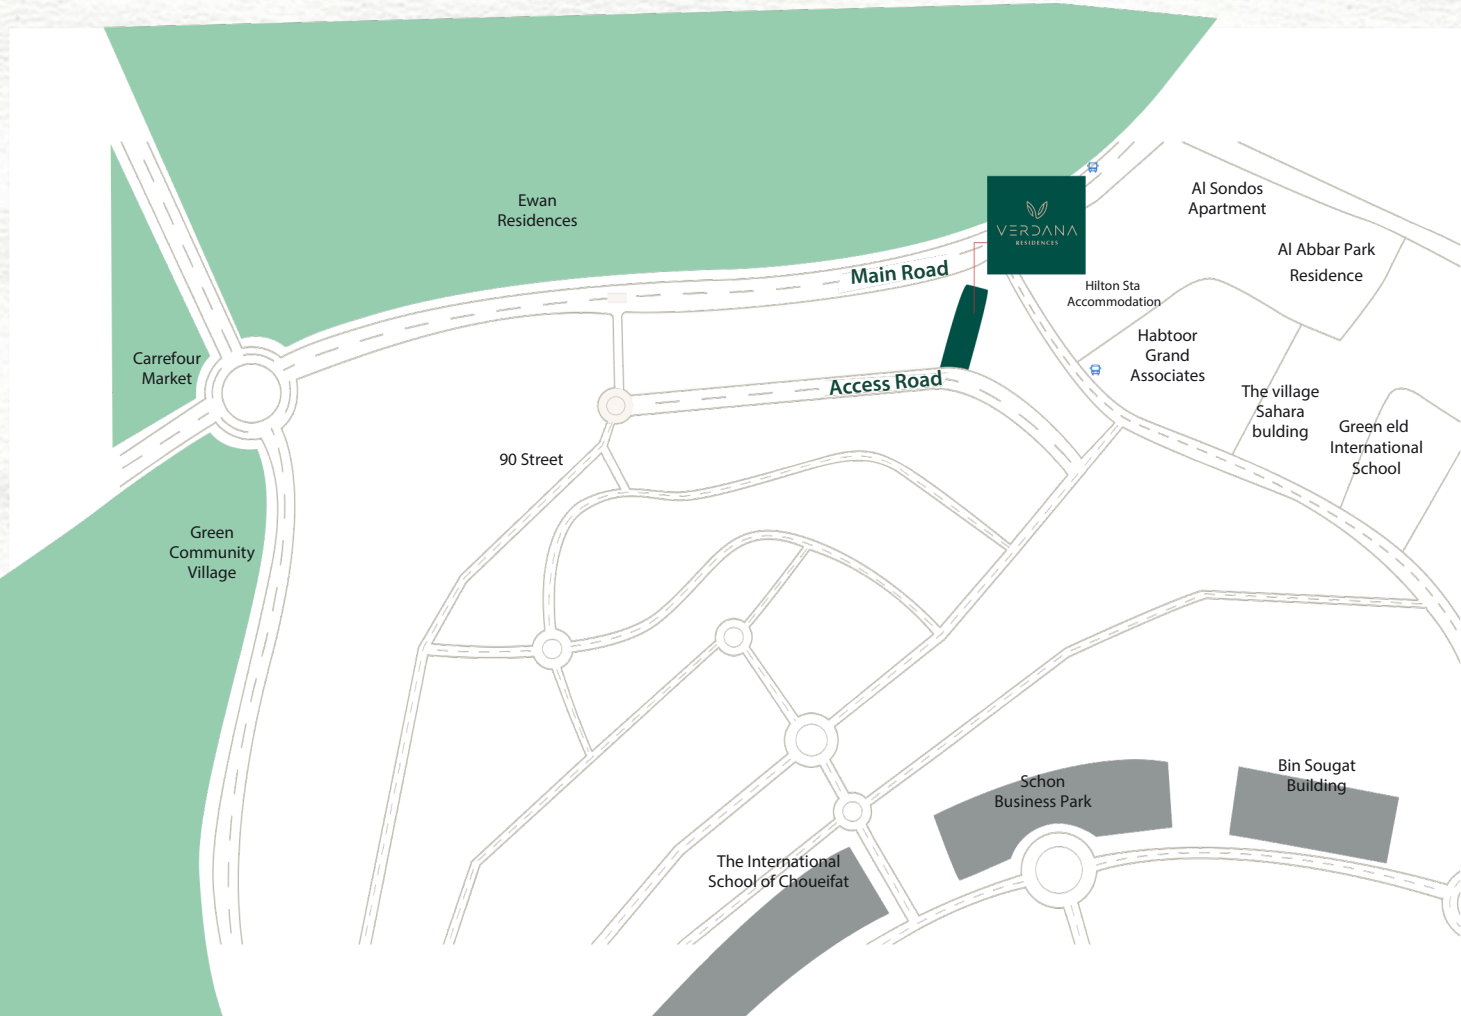 Ewan
Residences
VERDANA
RESIDENCES
Al Sondos
Apartment
Al Abbar Park
Residence
Main Road
Hilton Sta
Accommodation
Habtoor
Grand
Associates
Carrefour
Market
Access Road
The village
Sahara
bulding
Green eld
International
School
90 Street
Green
Community
Village
Schon
Business Park
Bin Sougat
Building
The International
School of Choueifat